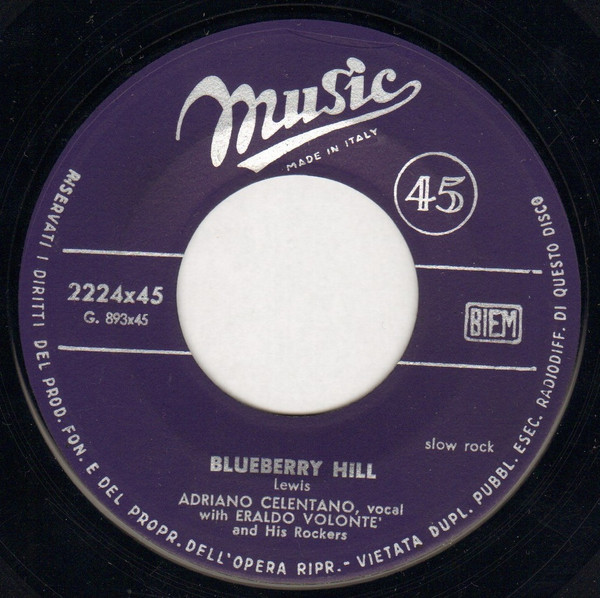 Music
MADE IN ITALY
45
2224x45
G. 893x45
BIEM
slow rock
BLUEBERRY HILL
Lewis
ADRIANO CELENTANO, vocal
with ERALDO VOLONTE'
and His Rockers
RISERVATI I DIRITTI DEL PROD. FON. E DEL PROPR. DELL'OPERA RIPR. - VIETATA DUPL. PUBBL. ESEC. RADIODIFF. DI QUESTO DISCO